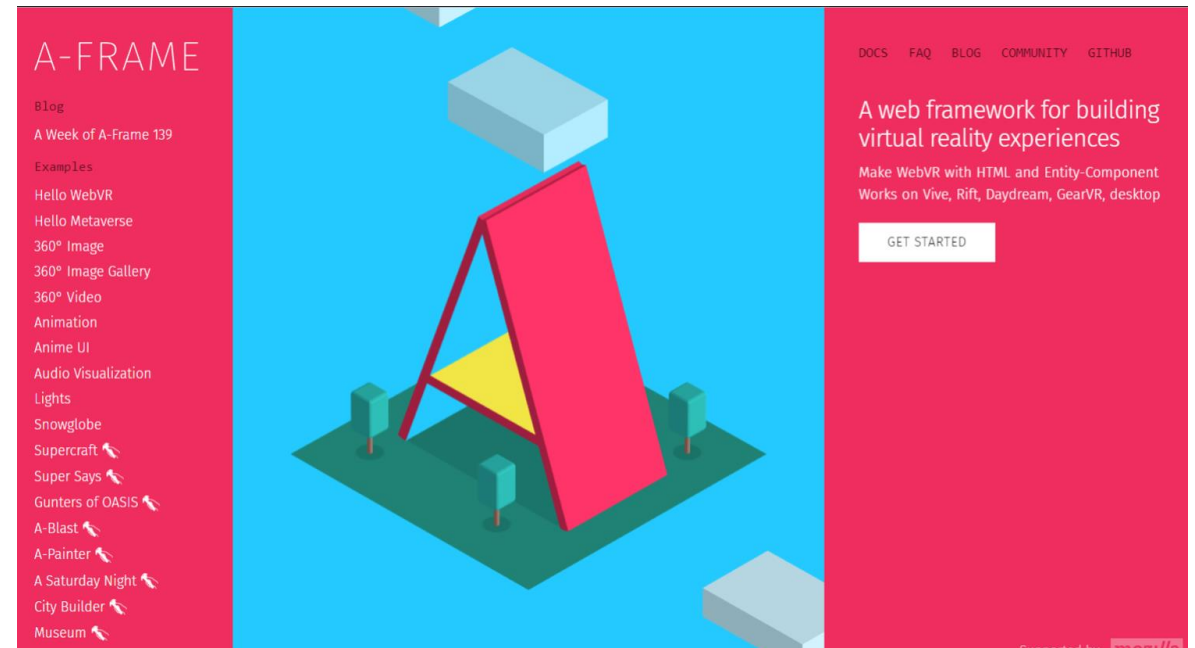 A-FRAME
Blog
A Week of A-Frame 139
Examples
Hello WebVR
Hello Metaverse
360° Image
360° Image Gallery
360° Video
Animation
Anime UI
Audio Visualization
Lights
Snowglobe
Supercraft
Super Says
Gunters of OASIS
A-Blast
A-Painter
A Saturday Night
City Builder
Museum
DOCS FAQ BLOG COMMUNITY GITHUB
A web framework for building
virtual reality experiences
Make WebVR with HTML and Entity-Component
Works on Vive, Rift, Daydream, GearVR, desktop
GET STARTED
Supported by mozilla